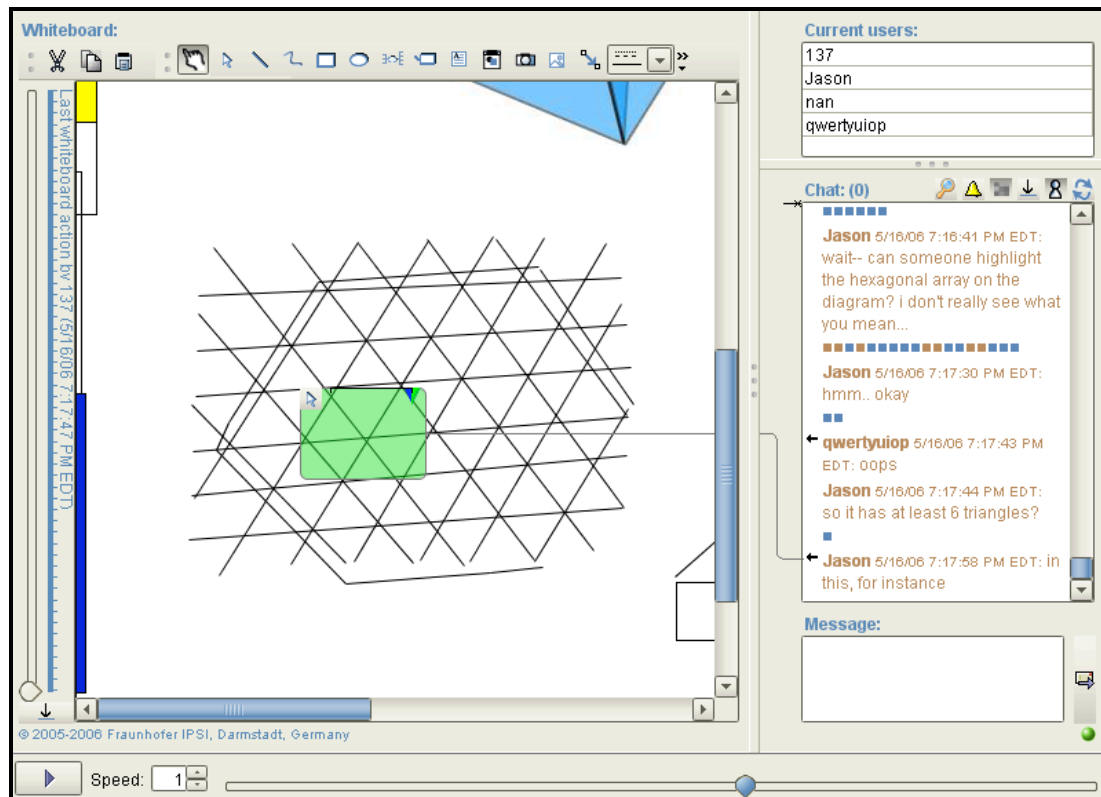 Whiteboard:
Last whiteboard action by 137 (5/16/06 7:17:47 PM EDT)
© 2005-2006 Fraunhofer IPSI, Darmstadt, Germany
Speed: 1
Current users:
137
Jason
nan
qwertyuiop
Chat: (0)
Jason 5/16/06 7:16:41 PM EDT:
wait-- can someone highlight
the hexagonal array on the
diagram? i don't really see what
you mean...
Jason 5/16/06 7:17:30 PM EDT:
hmm.. okay
qwertyuiop 5/16/06 7:17:43 PM
EDT: oops
Jason 5/16/06 7:17:44 PM EDT:
so it has at least 6 triangles?
Jason 5/16/06 7:17:58 PM EDT: in
this, for instance
Message: